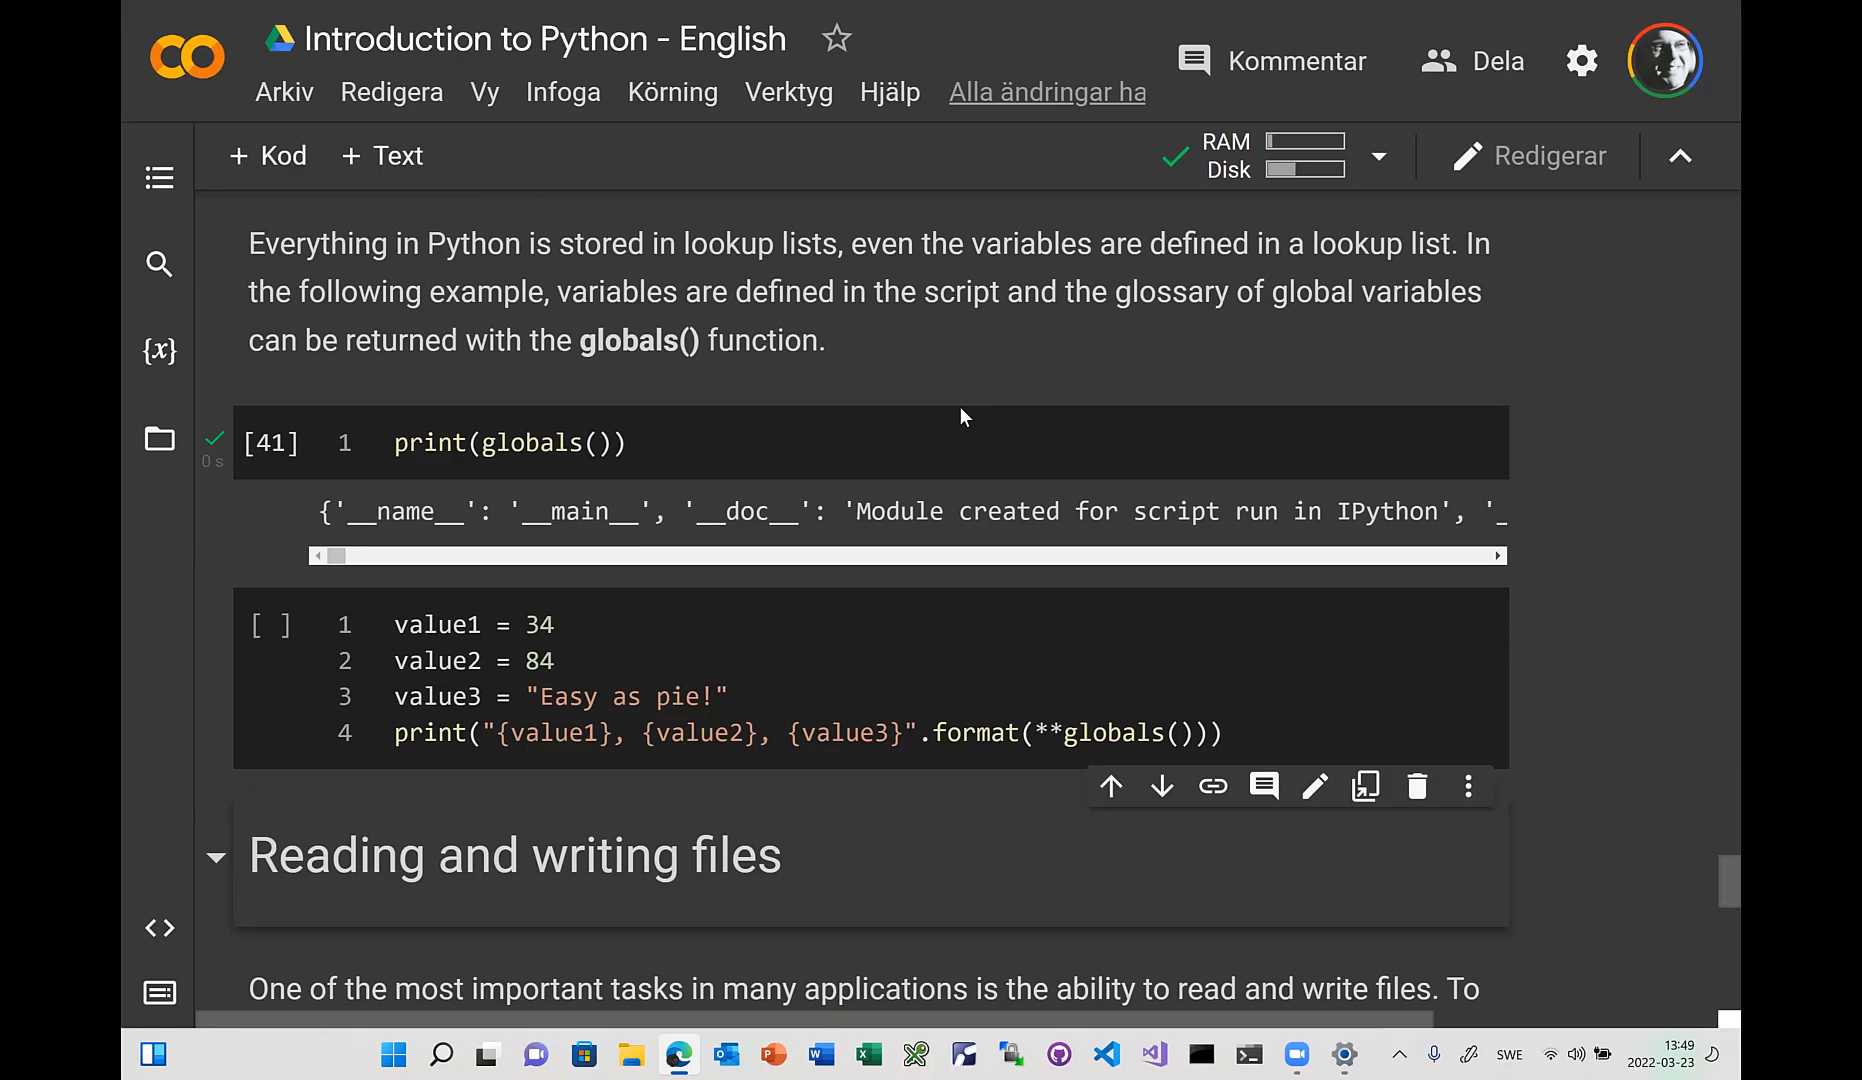 Introduction to Python - English
Kommentar
Dela
Arkiv Redigera Vy Infoga Körning Verktyg Hjälp Alla ändringar ha
+ Kod + Text
RAM
Disk
Redigerar
Everything in Python is stored in lookup lists, even the variables are defined in a lookup list. In
the following example, variables are defined in the script and the glossary of global variables
can be returned with the globals() function.
{x}
[41] 1 print(globals())
0 s
{'__name__': '__main__', '__doc__': 'Module created for script run in IPython', '_
[ ] 1 value1 = 34
2 value2 = 84
3 value3 = "Easy as pie!"
4 print("{value1}, {value2}, {value3}".format(**globals()))
Reading and writing files
One of the most important tasks in many applications is the ability to read and write files. To
SWE
13:49
2022-03-23